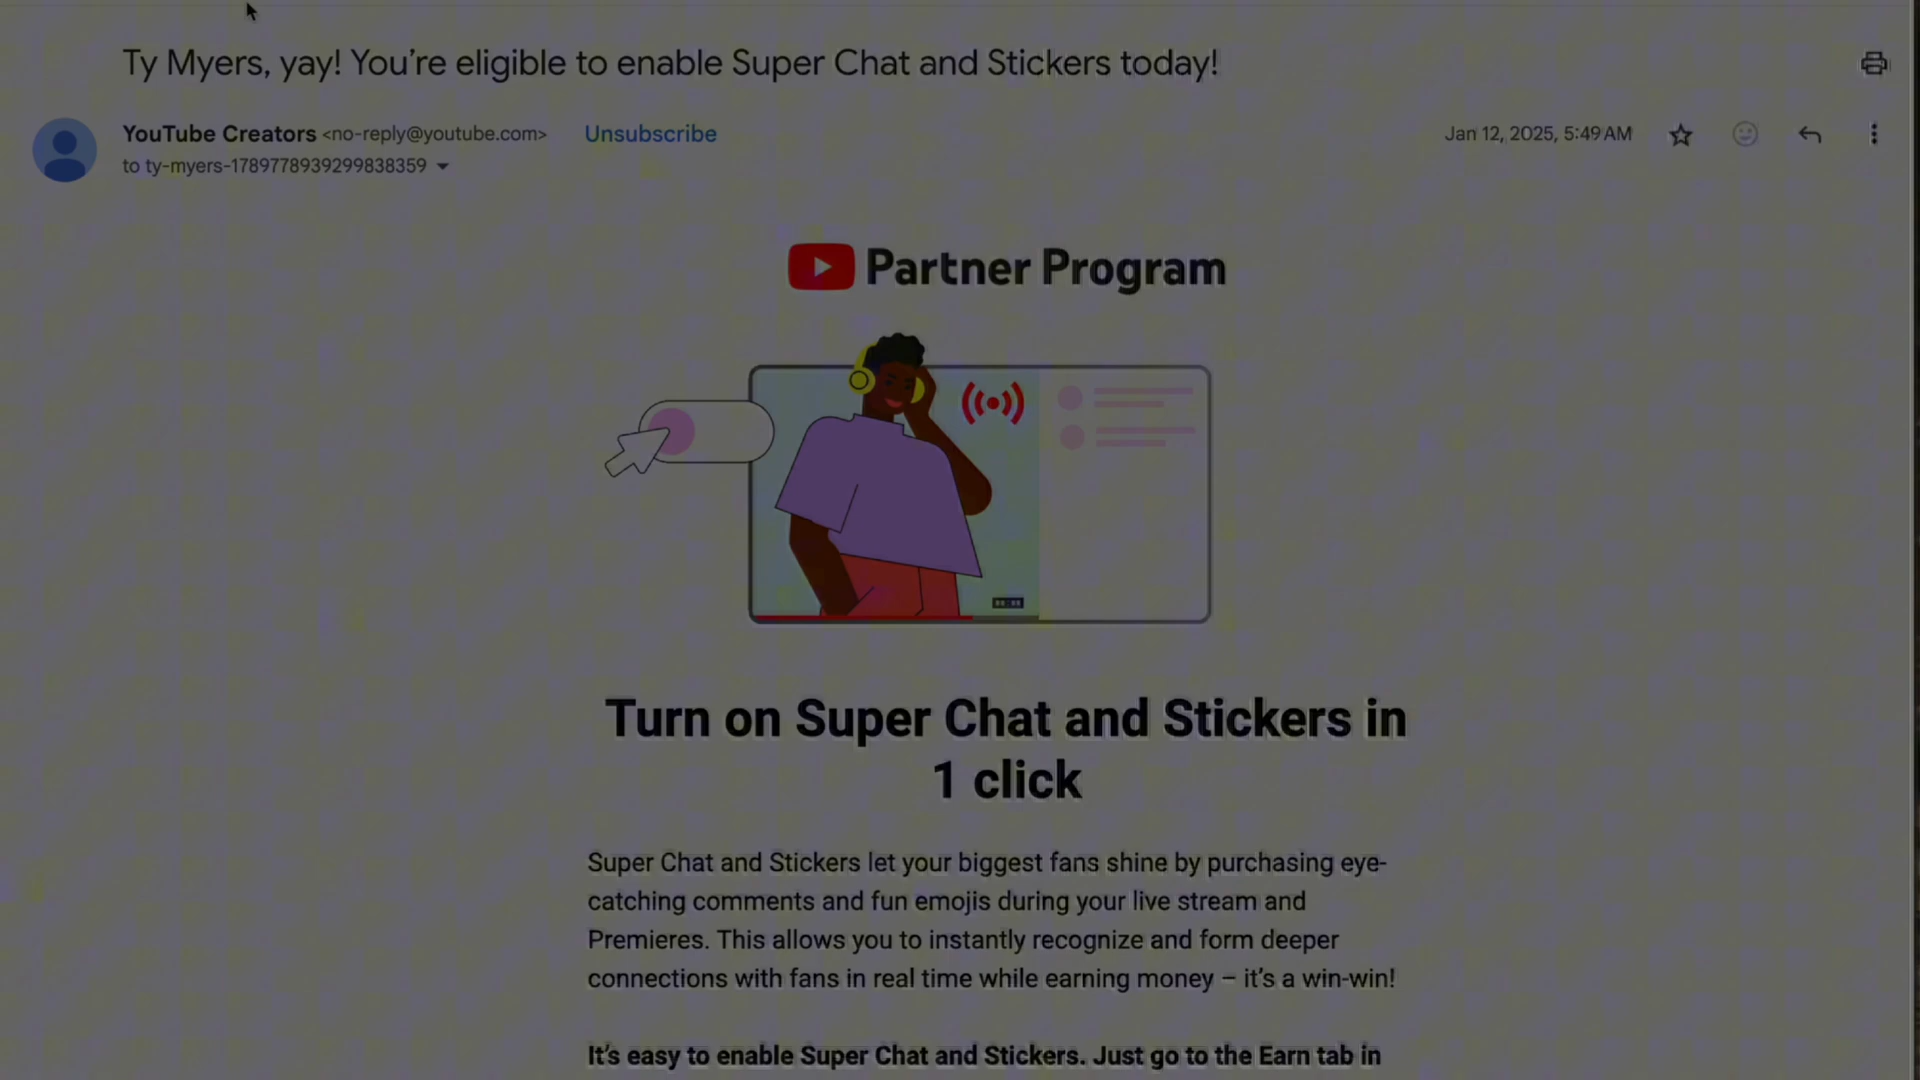 Ty Myers, yay! You're eligible to enable Super Chat and Stickers today!
YouTube Creators <no-reply@youtube.com> Unsubscribe
Jan 12, 2025, 5:49 AM
to ty-myers-1789778939299838359
Partner Program
Turn on Super Chat and Stickers in
1 click
Super Chat and Stickers let your biggest fans shine by purchasing eye-
catching comments and fun emojis during your live stream and
Premieres. This allows you to instantly recognize and form deeper
connections with fans in real time while earning money – it's a win-win!
It's easy to enable Super Chat and Stickers. Just go to the Earn tab in